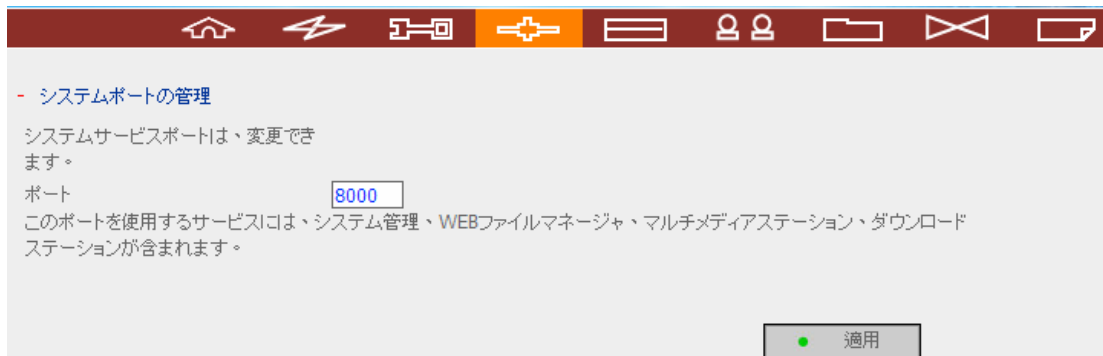 - システムポートの管理
システムサービスポートは、変更でき
ます。
ポート 8000
このポートを使用するサービスには、システム管理、WEBファイルマネージャ、マルチメディアステーション、ダウンロード
ステーションが含まれます。
適用